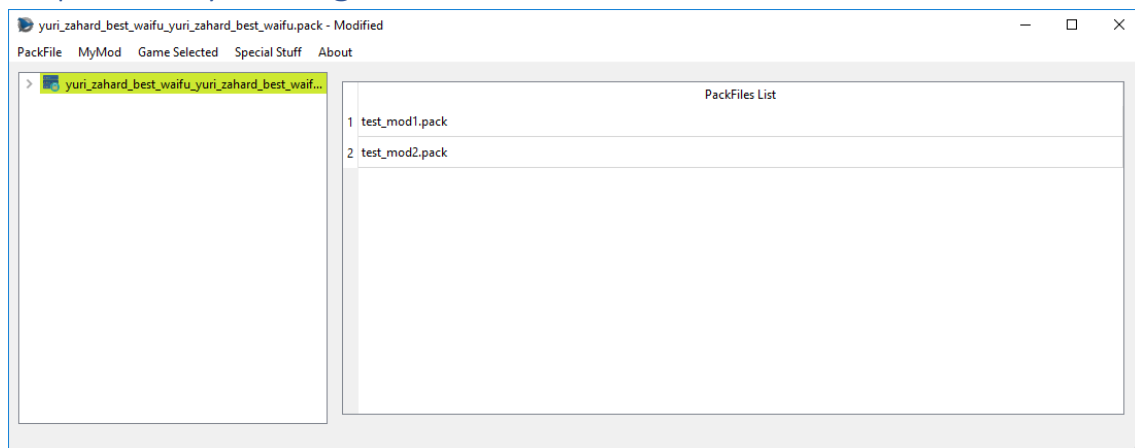 yuri_zahard_best_waifu_yuri_zahard_best_waifu.pack - Modified
PackFile MyMod Game Selected Special Stuff About
yuri_zahard_best_waifu_yuri_zahard_best_waif...
PackFiles List
1 test_mod1.pack
2 test_mod2.pack